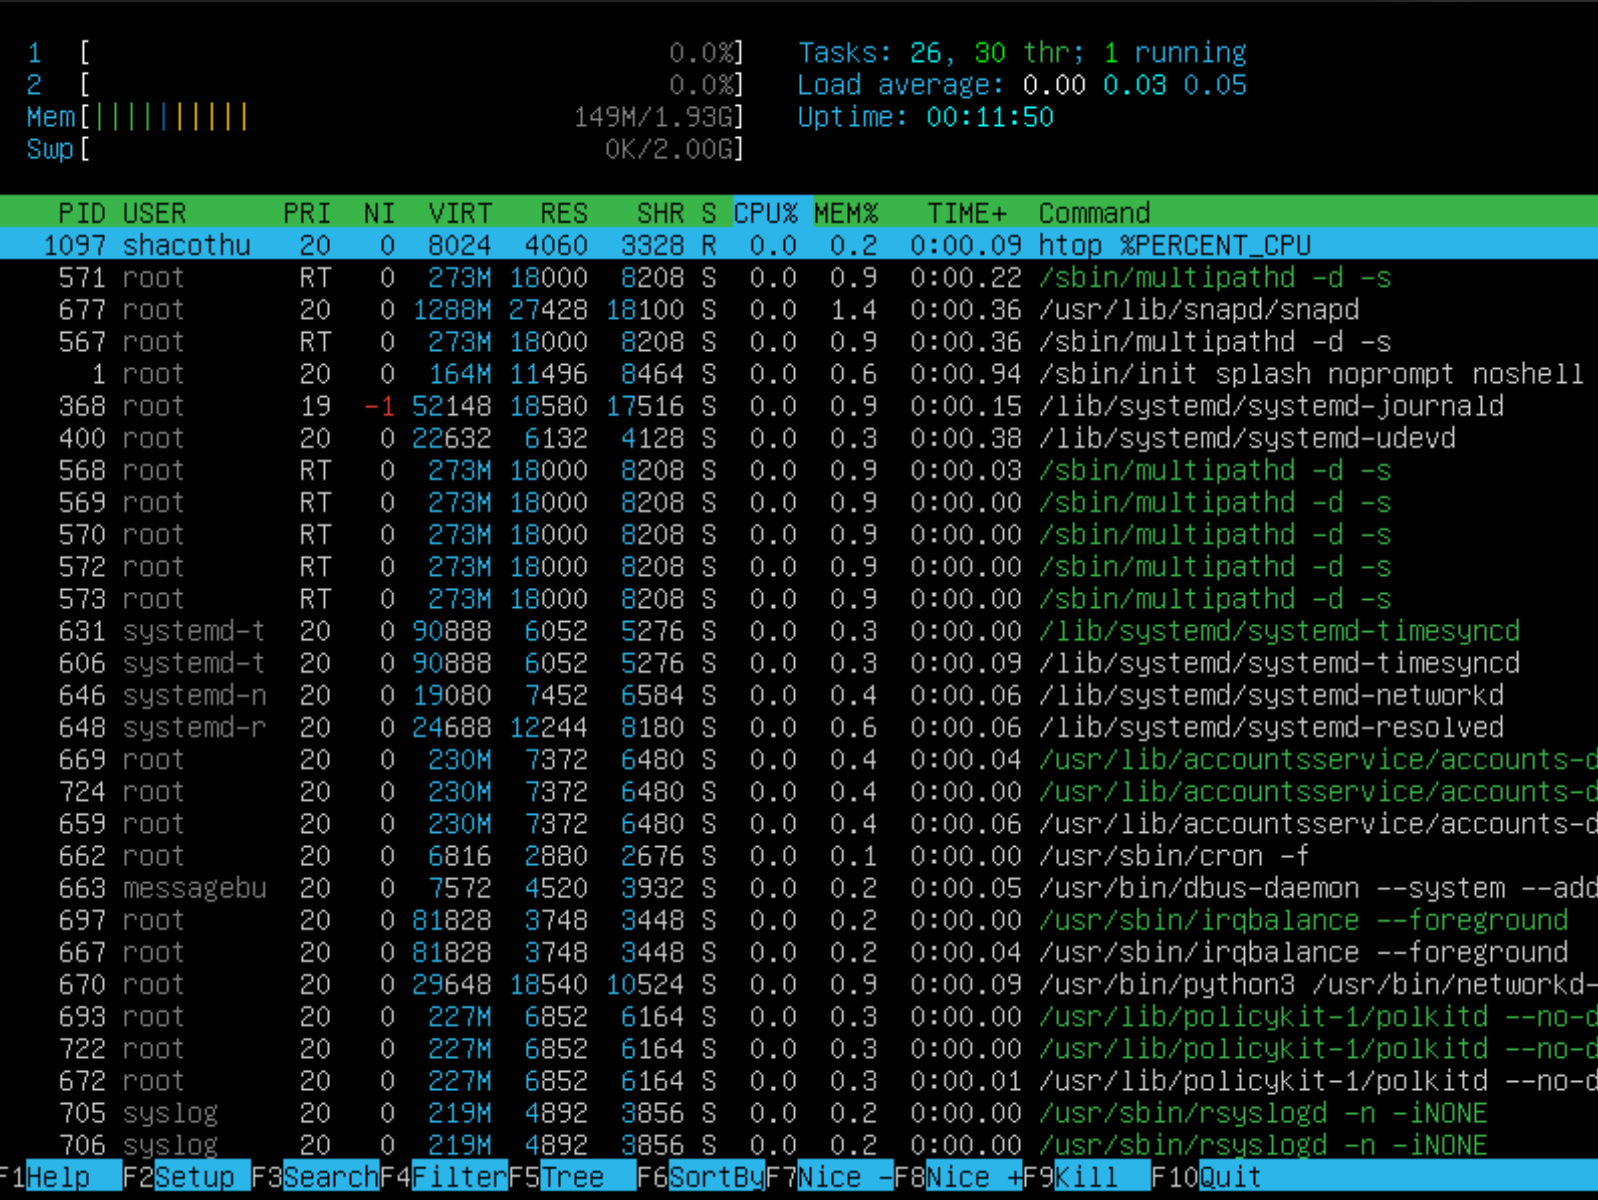 1 [ 0.0%] Tasks: 26, 30 thr; 1 running
2 [ 0.0%] Load average: 0.00 0.03 0.05
Mem[||||||||||| 149M/1.93G] Uptime: 00:11:50
Swp[ 0K/2.00G]
PID USER PRI NI VIRT RES SHR S CPU% MEM% TIME+ Command
1097 shacothu 20 0 8024 4060 3328 R 0.0 0.2 0:00.09 htop %PERCENT_CPU
571 root RT 0 273M 18000 8208 S 0.0 0.9 0:00.22 /sbin/multipathd -d -s
677 root 20 0 1288M 27428 18100 S 0.0 1.4 0:00.36 /usr/lib/snapd/snapd
567 root RT 0 273M 18000 8208 S 0.0 0.9 0:00.36 /sbin/multipathd -d -s
1 root 20 0 164M 11496 8464 S 0.0 0.6 0:00.94 /sbin/init splash noprompt noshell
368 root 19 -1 52148 18580 17516 S 0.0 0.9 0:00.15 /lib/systemd/systemd-journald
400 root 20 0 22632 6132 4128 S 0.0 0.3 0:00.38 /lib/systemd/systemd-udevd
568 root RT 0 273M 18000 8208 S 0.0 0.9 0:00.03 /sbin/multipathd -d -s
569 root RT 0 273M 18000 8208 S 0.0 0.9 0:00.00 /sbin/multipathd -d -s
570 root RT 0 273M 18000 8208 S 0.0 0.9 0:00.00 /sbin/multipathd -d -s
572 root RT 0 273M 18000 8208 S 0.0 0.9 0:00.00 /sbin/multipathd -d -s
573 root RT 0 273M 18000 8208 S 0.0 0.9 0:00.00 /sbin/multipathd -d -s
631 systemd-t 20 0 90888 6052 5276 S 0.0 0.3 0:00.00 /lib/systemd/systemd-timesyncd
606 systemd-t 20 0 90888 6052 5276 S 0.0 0.3 0:00.09 /lib/systemd/systemd-timesyncd
646 systemd-n 20 0 19080 7452 6584 S 0.0 0.4 0:00.06 /lib/systemd/systemd-networkd
648 systemd-r 20 0 24688 12244 8180 S 0.0 0.6 0:00.06 /lib/systemd/systemd-resolved
669 root 20 0 230M 7372 6480 S 0.0 0.4 0:00.04 /usr/lib/accountsservice/accounts-d
724 root 20 0 230M 7372 6480 S 0.0 0.4 0:00.00 /usr/lib/accountsservice/accounts-d
659 root 20 0 230M 7372 6480 S 0.0 0.4 0:00.06 /usr/lib/accountsservice/accounts-d
662 root 20 0 6816 2880 2676 S 0.0 0.1 0:00.00 /usr/sbin/cron -f
663 messagebu 20 0 7572 4520 3932 S 0.0 0.2 0:00.05 /usr/bin/dbus-daemon --system --add
697 root 20 0 81828 3748 3448 S 0.0 0.2 0:00.00 /usr/sbin/irqbalance --foreground
667 root 20 0 81828 3748 3448 S 0.0 0.2 0:00.04 /usr/sbin/irqbalance --foreground
670 root 20 0 29648 18540 10524 S 0.0 0.9 0:00.09 /usr/bin/python3 /usr/bin/networkd-
693 root 20 0 227M 6852 6164 S 0.0 0.3 0:00.00 /usr/lib/policykit-1/polkitd --no-d
722 root 20 0 227M 6852 6164 S 0.0 0.3 0:00.00 /usr/lib/policykit-1/polkitd --no-d
672 root 20 0 227M 6852 6164 S 0.0 0.3 0:00.01 /usr/lib/policykit-1/polkitd --no-d
705 syslog 20 0 219M 4892 3856 S 0.0 0.2 0:00.00 /usr/sbin/rsyslogd -n -iNONE
706 syslog 20 0 219M 4892 3856 S 0.0 0.2 0:00.00 /usr/sbin/rsyslogd -n -iNONE
F1Help F2Setup F3SearchF4FilterF5Tree F6SortByF7Nice -F8Nice +F9Kill F10Quit